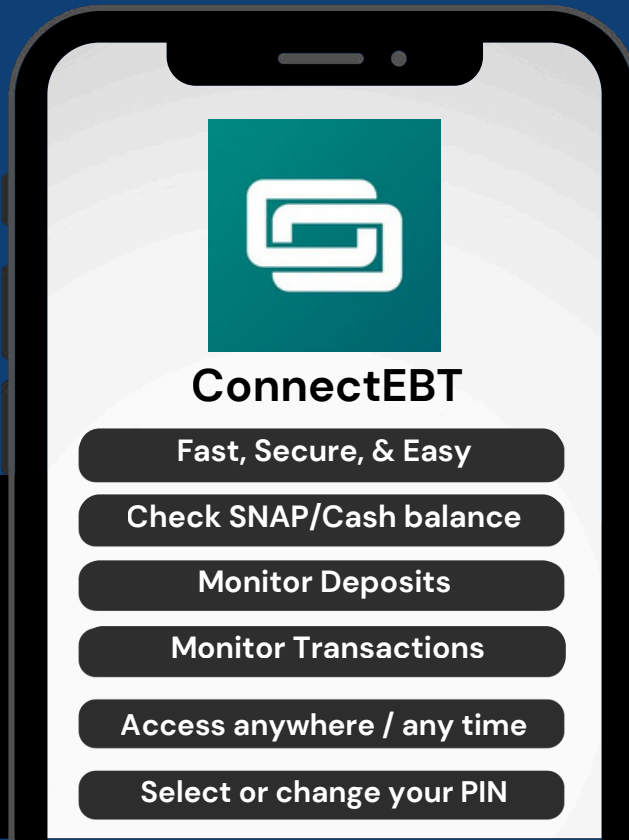 ConnectEBT
Fast, Secure, & Easy
Check SNAP/Cash balance
Monitor Deposits
Monitor Transactions
Access anywhere / any time
Select or change your PIN